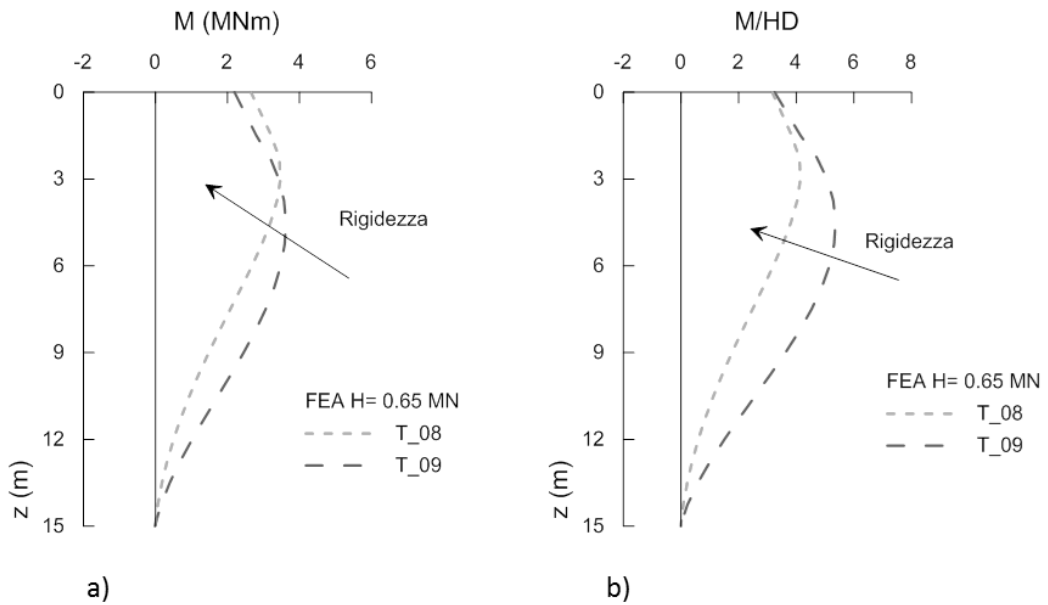 M (MNm)
-2 0 2 4 6
0
3
6
9
12
15
z (m)
Rigidezza
FEA H= 0.65 MN
T_08
T_09
a)
M/HD
-2 0 2 4 6 8
0
3
6
9
12
15
z (m)
Rigidezza
FEA H= 0.65 MN
T_08
T_09
b)